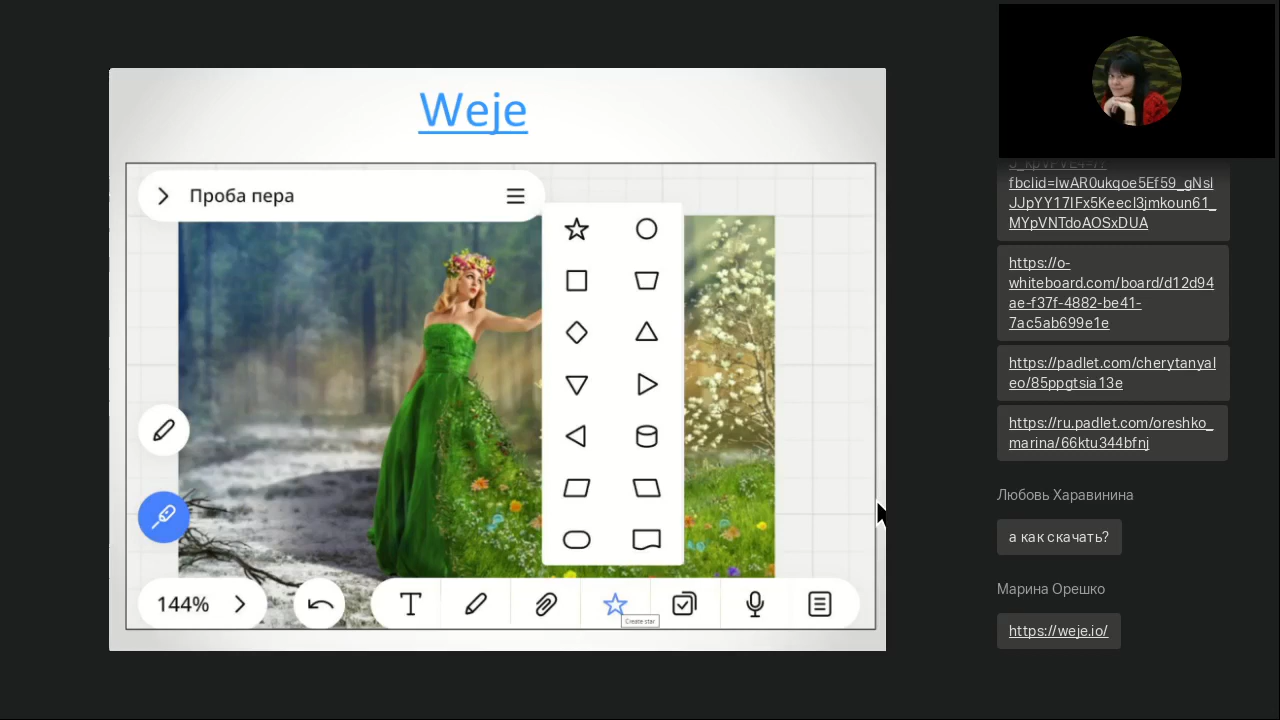 Weje
Проба пера
144%
T
Create star
fbclid=IwAR0ukqoe5Ef59_gNsl
JJpYY17IFx5Keecl3jmkoun61_
MYpVNTdoAOSxDUA
https://o-
whiteboard.com/board/d12d94
ae-f37f-4882-be41-
7ac5ab699e1e
https://padlet.com/cherytanyal
eo/85ppgtsia13e
https://ru.padlet.com/oreshko_
marina/66ktu344bfnj
Любовь Харавинина
а как скачать?
Марина Орешко
https://weje.io/